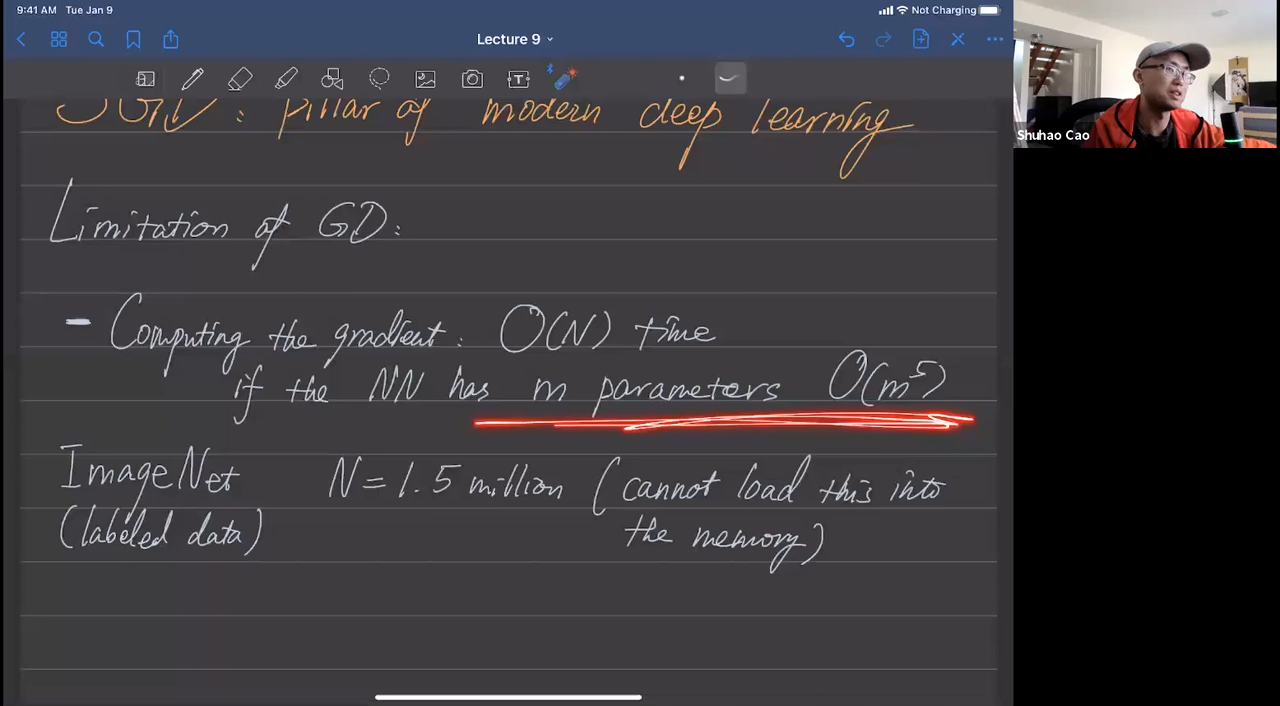 9:41 AM Tue Jan 9
Not Charging
Lecture 9
Shuhao Cao
SGD: pillar of modern deep learning
Limitation of GD:
- Computing the gradient: O(N) time
if the NN has m parameters O(m⁵)
ImageNet N = 1.5 million (cannot load this into
(labeled data) the memory)